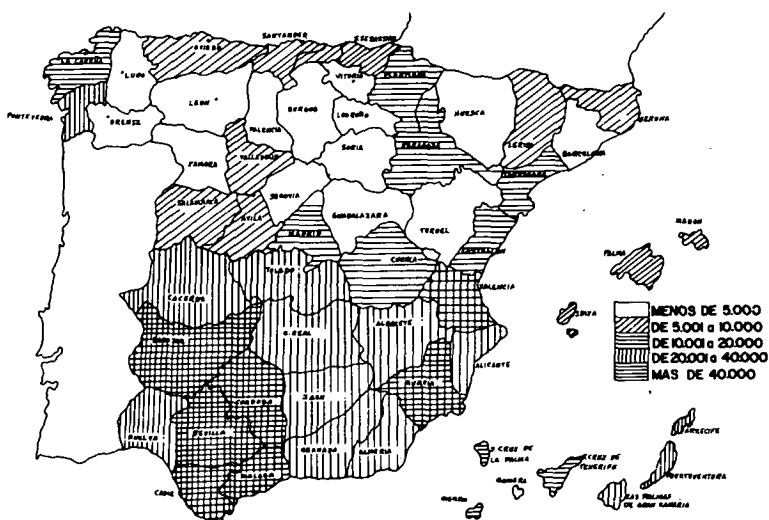 SANTANDER
S. SEBASTIAN
OVIEDO
LA CORUÑA
LUGO
VITORIA
PAMPLONA
LEON
BURGOS
HUESCA
GERONA
PONTEVEDRA
ORENSE
PALENCIA
LOGROÑO
LERIDA
BARCELONA
ZAMORA
VALLADOLID
SORIA
ZARAGOZA
TARRAGONA
SALAMANCA
AVILA
SEGOVIA
GUADALAJARA
TERUEL
MADRID
CASTELLON
MAHON
PALMA
TOLEDO
CUENCA
CACERES
VALENCIA
IBIZA
MENOS DE 5.000
DE 5.001 a 10.000
DE 10.001 a 20.000
DE 20.001 a 40.000
MAS DE 40.000
BADAJOZ
C. REAL
ALBACETE
ALICANTE
CORDOBA
JAEN
MURCIA
HUELVA
SEVILLA
GRANADA
ALMERIA
MALAGA
CADIZ
ARRECIFE
S CRUZ DE
LA PALMA
S CRUZ DE
TENERIFE
GOMERA
FUERTEVENTURA
HIERRO
LAS PALMAS
DE GRAN CANARIA